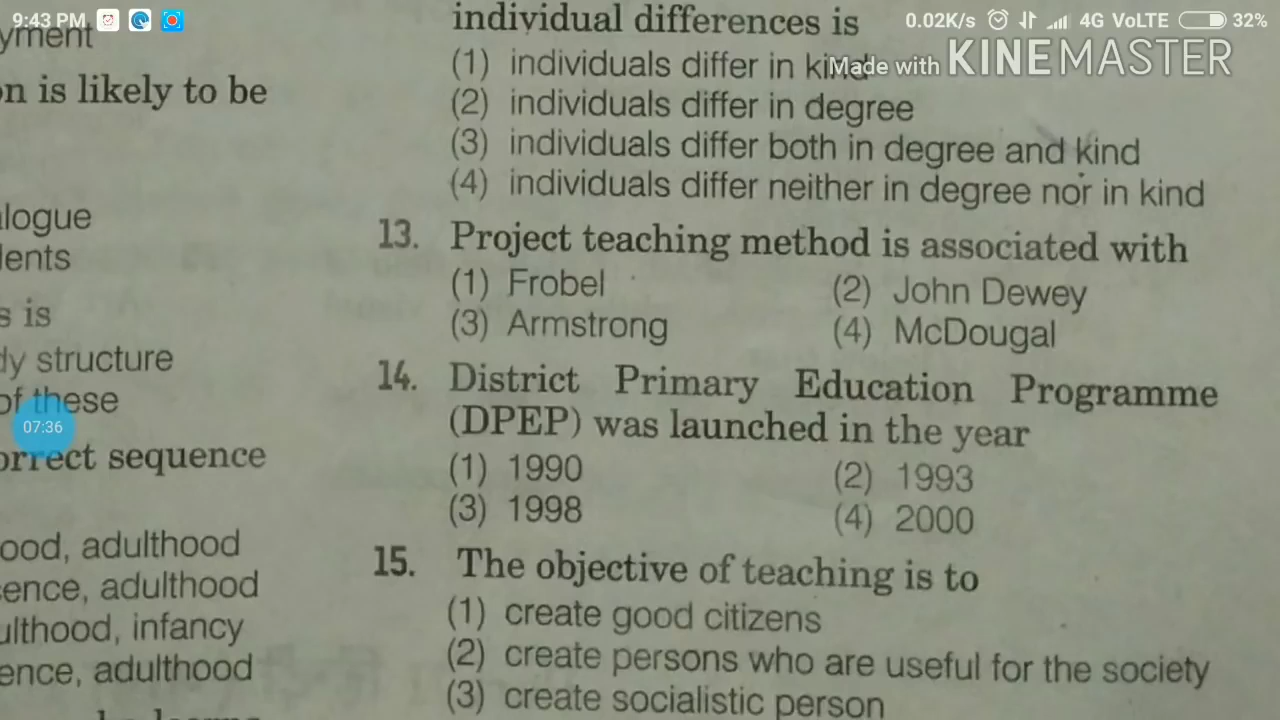 9:43 PM
0.02K/s 4G VoLTE 32%
Made with KINEMASTER
yment
on is likely to be
alogue
dents
s is
dy structure
of these
07:36
orrect sequence
ood, adulthood
cence, adulthood
ulthood, infancy
ence, adulthood
individual differences is
(1) individuals differ in kind
(2) individuals differ in degree
(3) individuals differ both in degree and kind
(4) individuals differ neither in degree nor in kind
13. Project teaching method is associated with
(1) Frobel (2) John Dewey
(3) Armstrong (4) McDougal
14. District Primary Education Programme
(DPEP) was launched in the year
(1) 1990 (2) 1993
(3) 1998 (4) 2000
15. The objective of teaching is to
(1) create good citizens
(2) create persons who are useful for the society
(3) create socialistic person